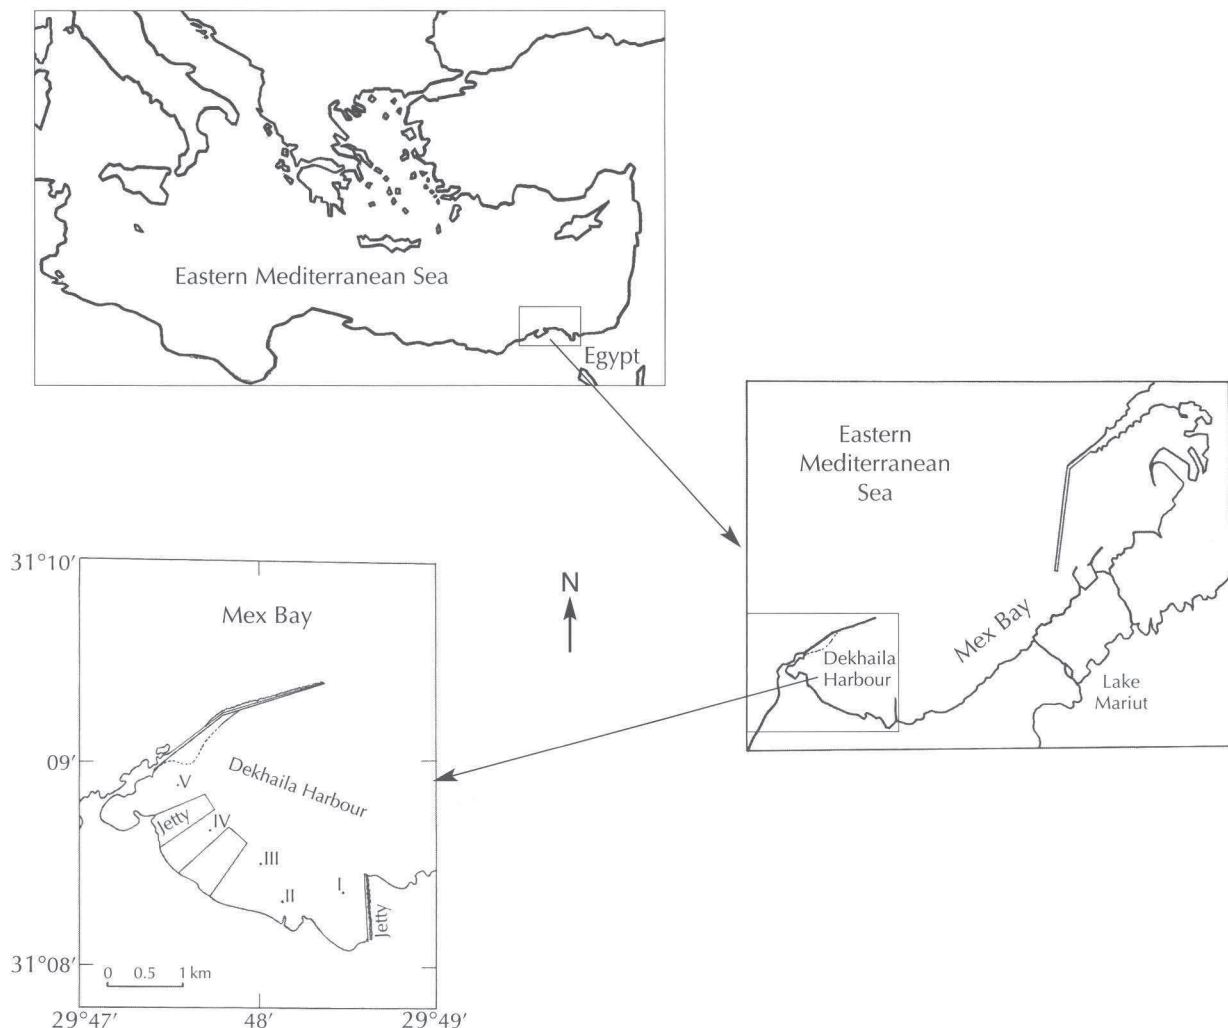 Eastern Mediterranean Sea
Egypt
Eastern
Mediterranean
Sea
Mex Bay
Dekhaila
Harbour
Lake
Mariut
N
31°10′
Mex Bay
09′
Dekhaila Harbour
V
Jetty
IV
III
II
I
Jetty
31°08′
0 0.5 1 km
29°47′ 48′ 29°49′